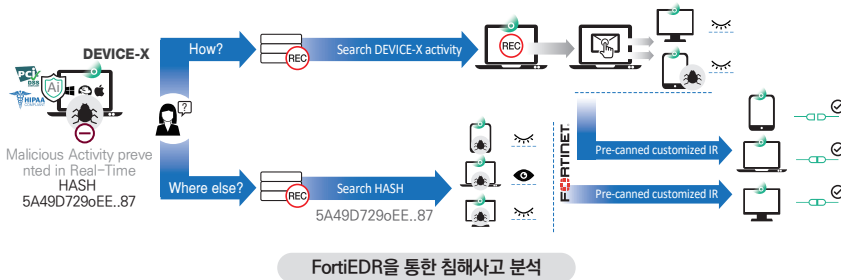 DEVICE-X
PCI
DSS
Ai
HIPAA
COMPLIANT
Malicious Activity preve
nted in Real-Time
HASH
5A49D729oEE..87
How?
REC
Search DEVICE-X activity
REC
?
Where else?
REC
Search HASH
5A49D729oEE..87
FORTINET
Pre-canned customized IR
Pre-canned customized IR
FortiEDR을 통한 침해사고 분석